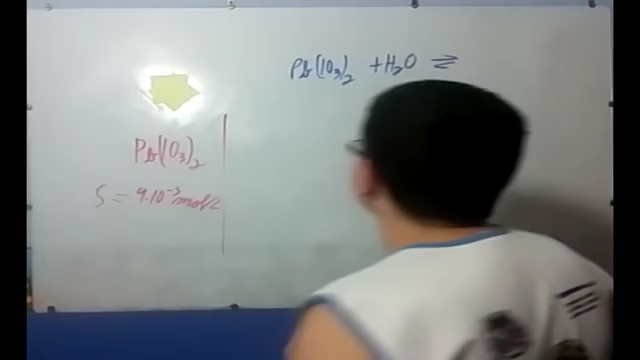 Pb(IO₃)₂ + H₂O ⇌
Pb(IO₃)₂
S = 4.10⁻⁵ mol/L